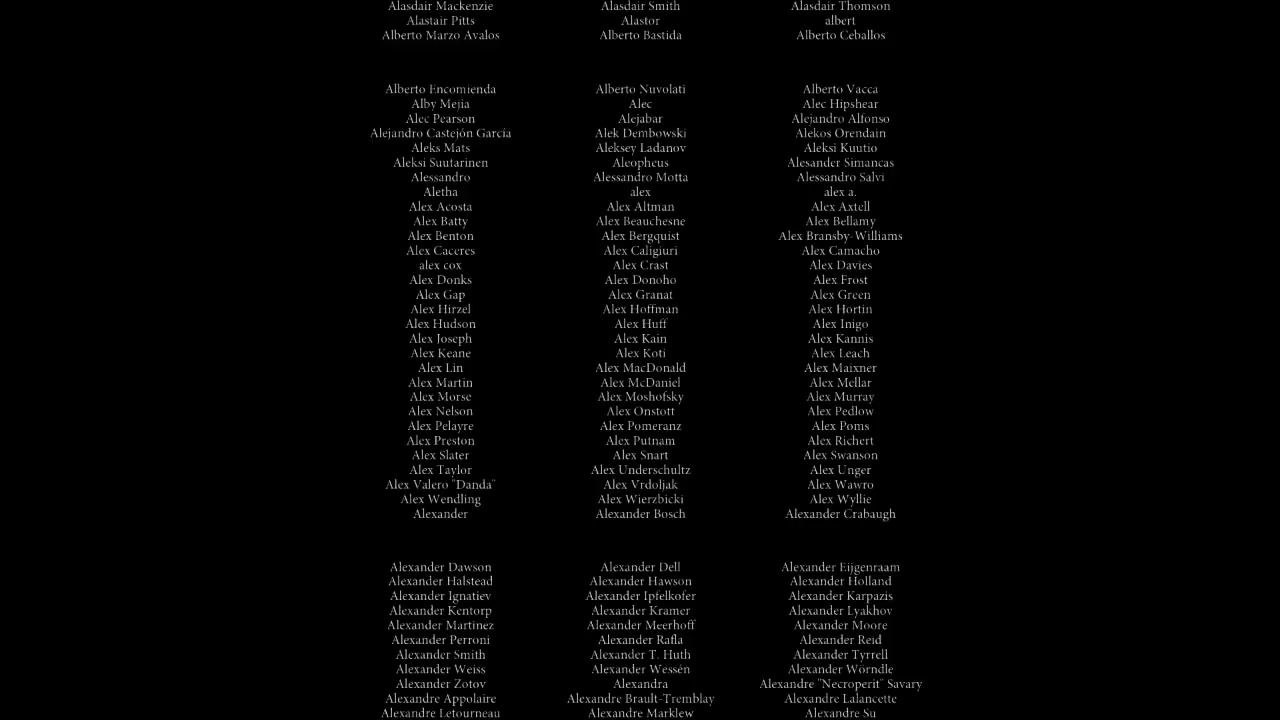 Alasdair Mackenzie Alasdair Smith Alasdair Thomson
Alastair Pitts Alastor albert
Alberto Marzo Avalos Alberto Bastida Alberto Ceballos
Alberto Encomienda Alberto Nuvolati Alberto Vacca
Alby Mejia Alec Alec Hipshear
Alec Pearson Alejabar Alejandro Alfonso
Alejandro Castejón García Alek Dembowski Alekos Orendain
Aleks Mats Aleksey Ladanov Aleksi Kuutio
Aleksi Suutarinen Aleopheus Alesander Simancas
Alessandro Alessandro Motta Alessandro Salvi
Aletha alex alex a.
Alex Acosta Alex Altman Alex Axtell
Alex Batty Alex Beauchesne Alex Bellamy
Alex Benton Alex Bergquist Alex Bransby-Williams
Alex Caceres Alex Caligiuri Alex Camacho
alex cox Alex Crast Alex Davies
Alex Donks Alex Donoho Alex Frost
Alex Gap Alex Granat Alex Green
Alex Hirzel Alex Hoffman Alex Hortin
Alex Hudson Alex Huff Alex Inigo
Alex Joseph Alex Kain Alex Kannis
Alex Keane Alex Koti Alex Leach
Alex Lin Alex MacDonald Alex Maixner
Alex Martin Alex McDaniel Alex Mellar
Alex Morse Alex Moshofsky Alex Murray
Alex Nelson Alex Onstott Alex Pedlow
Alex Pelayre Alex Pomeranz Alex Poms
Alex Preston Alex Putnam Alex Richert
Alex Slater Alex Snart Alex Swanson
Alex Taylor Alex Underschultz Alex Unger
Alex Valero "Danda" Alex Vrdoljak Alex Wawro
Alex Wendling Alex Wierzbicki Alex Wyllie
Alexander Alexander Bosch Alexander Crabaugh
Alexander Dawson Alexander Dell Alexander Eijgenraam
Alexander Halstead Alexander Hawson Alexander Holland
Alexander Ignatiev Alexander Ipfelkofer Alexander Karpazis
Alexander Kentorp Alexander Kramer Alexander Lyakhov
Alexander Martinez Alexander Meerhoff Alexander Moore
Alexander Perroni Alexander Rafla Alexander Reid
Alexander Smith Alexander T. Huth Alexander Tyrrell
Alexander Weiss Alexander Wessén Alexander Wörndle
Alexander Zotov Alexandra Alexandre "Necroperit" Savary
Alexandre Appolaire Alexandre Brault-Tremblay Alexandre Lalancette
Alexandre Letourneau Alexandre Marklew Alexandre Su